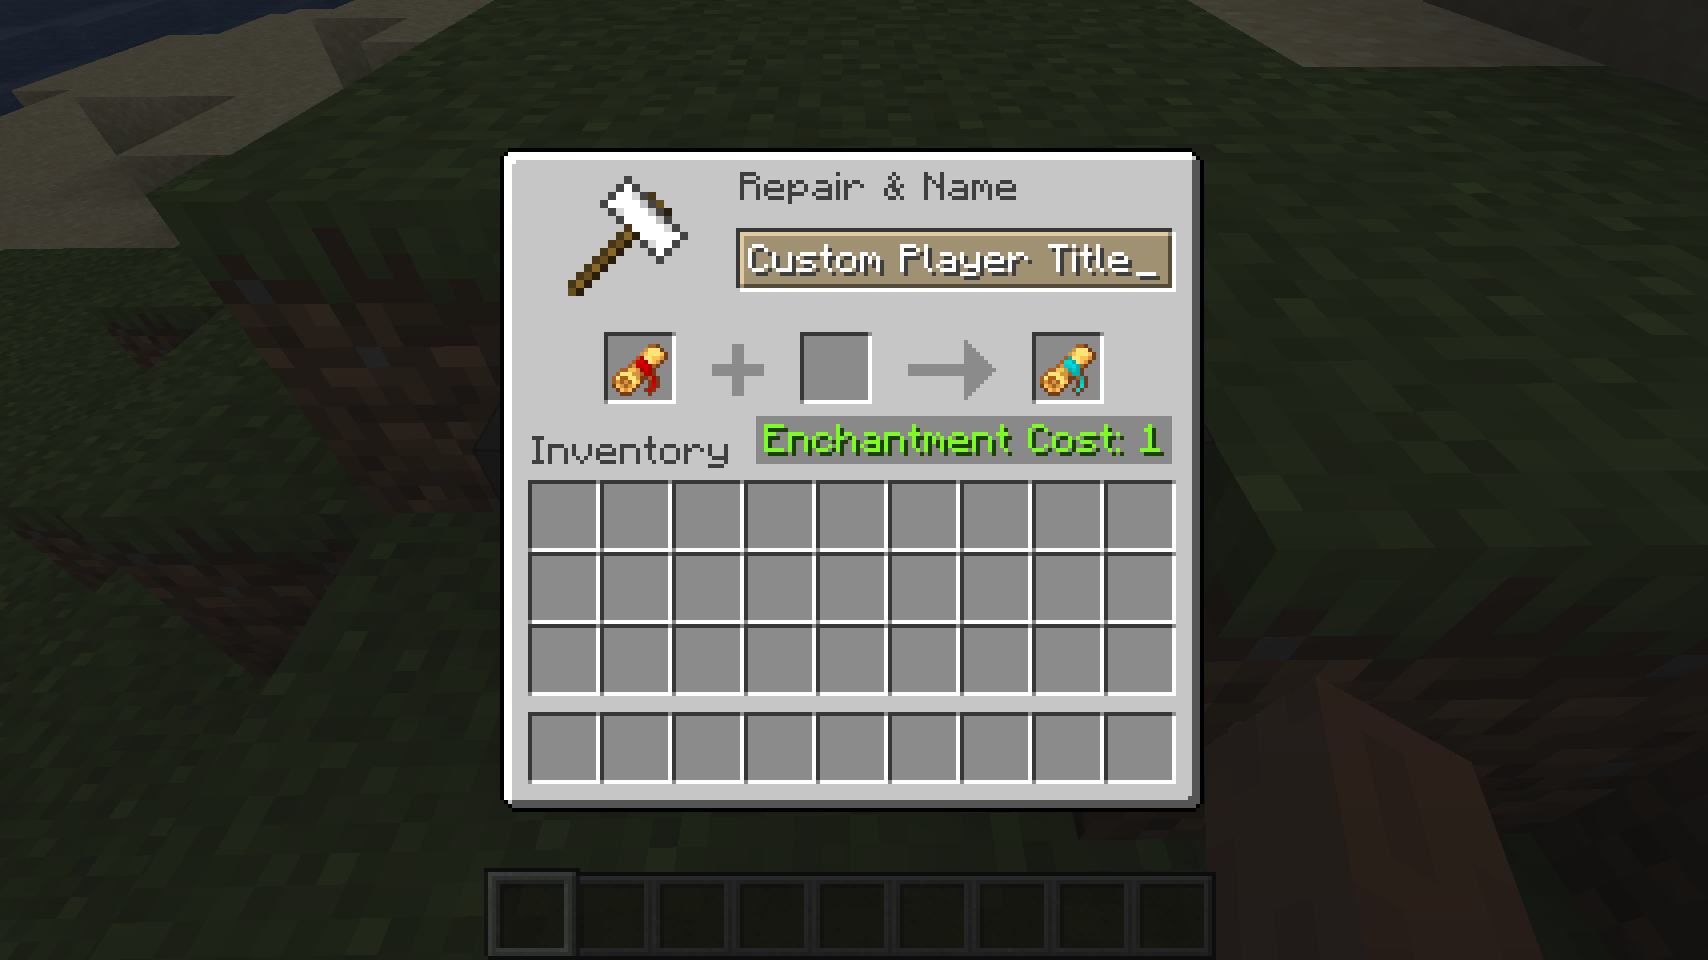 Repair & Name
Custom Player Title_
Inventory
Enchantment Cost: 1